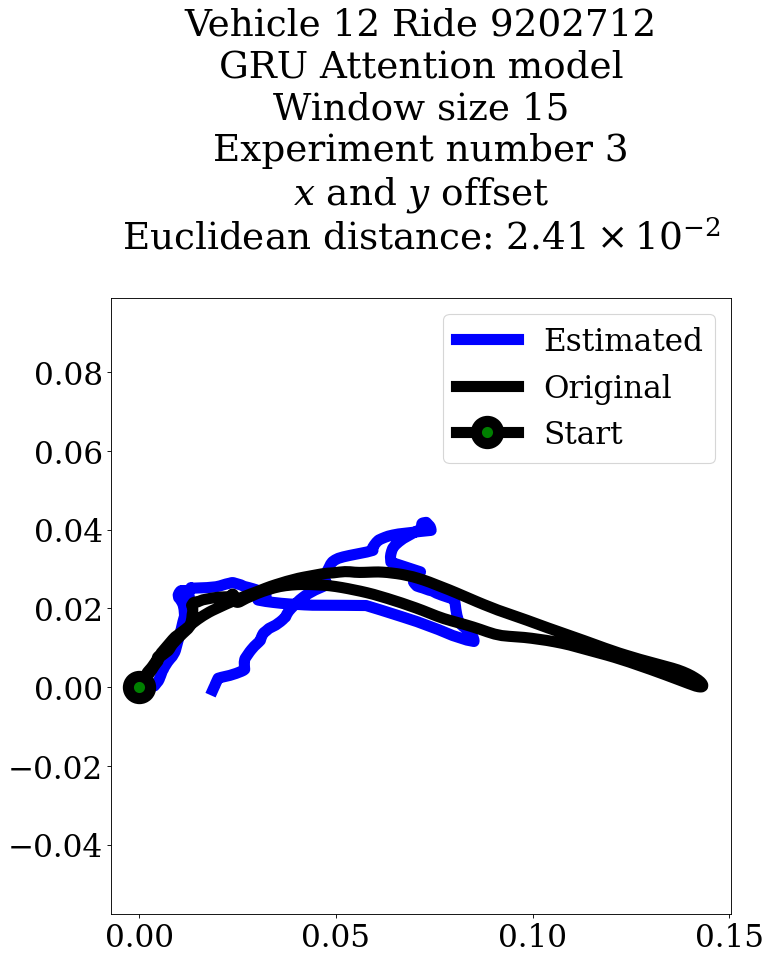 Vehicle 12 Ride 9202712
GRU Attention model
Window size 15
Experiment number 3
x and y offset
Euclidean distance: 2.41 × 10⁻²
Estimated
Original
Start
0.08
0.06
0.04
0.02
0.00
−0.02
−0.04
0.00 0.05 0.10 0.15